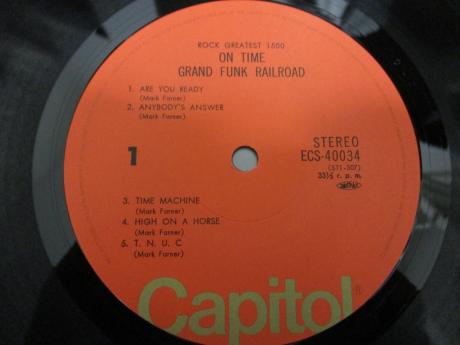 ROCK GREATEST 1500
ON TIME
GRAND FUNK RAILROAD
1. ARE YOU READY
(Mark Farner)
2. ANYBODY'S ANSWER
(Mark Farner)
1
STEREO
ECS-40034
(ST1-307)
33⅓ r. p. m.
3. TIME MACHINE
(Mark Farner)
4. HIGH ON A HORSE
(Mark Farner)
5. T. N. U. C
(Mark Farner)
Capitol®